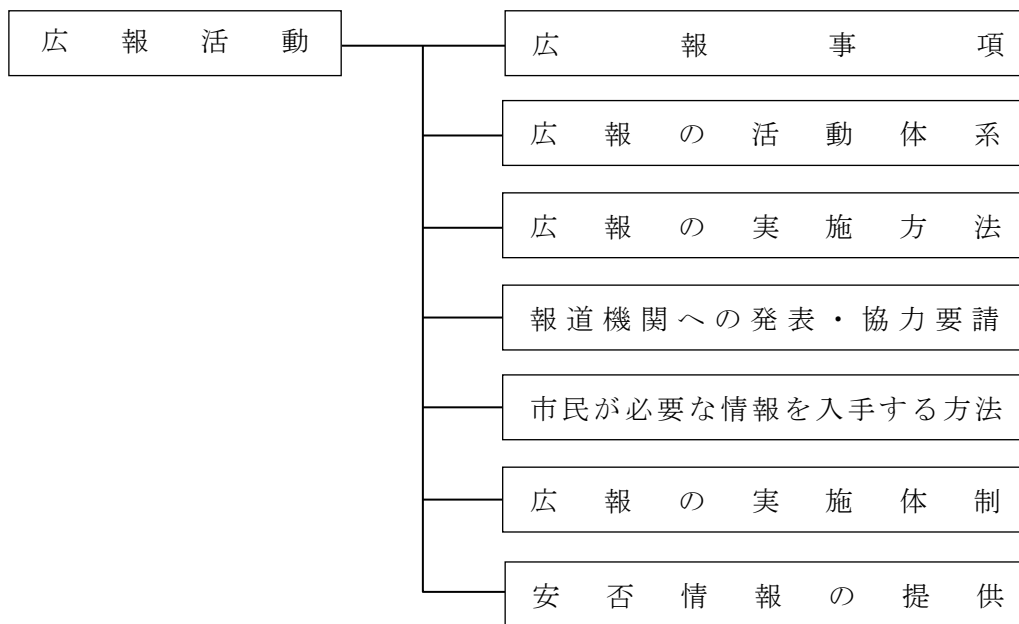 広報活動
広報事項
広報の活動体系
広報の実施方法
報道機関への発表・協力要請
市民が必要な情報を入手する方法
広報の実施体制
安否情報の提供